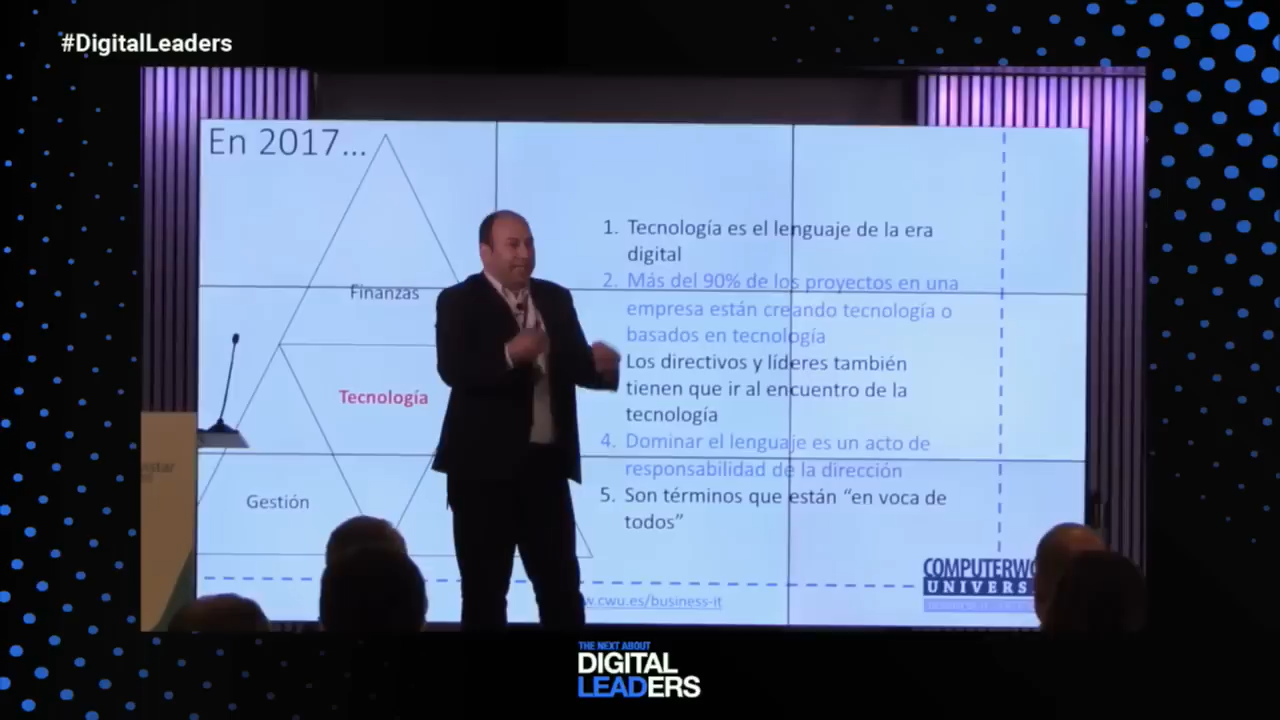 #DigitalLeaders
En 2017...
Finanzas
Tecnología
Gestión
1. Tecnología es el lenguaje de la era
digital
2. Más del 90% de los proyectos en una
empresa están creando tecnología o
basados en tecnología
Los directivos y líderes también
tienen que ir al encuentro de la
tecnología
4. Dominar el lenguaje es un acto de
responsabilidad de la dirección
5. Son términos que están “en voca de
todos”
w.cwu.es/business-it
COMPUTERWO
UNIVERS
THE NEXT ABOUT
DIGITAL
LEADERS